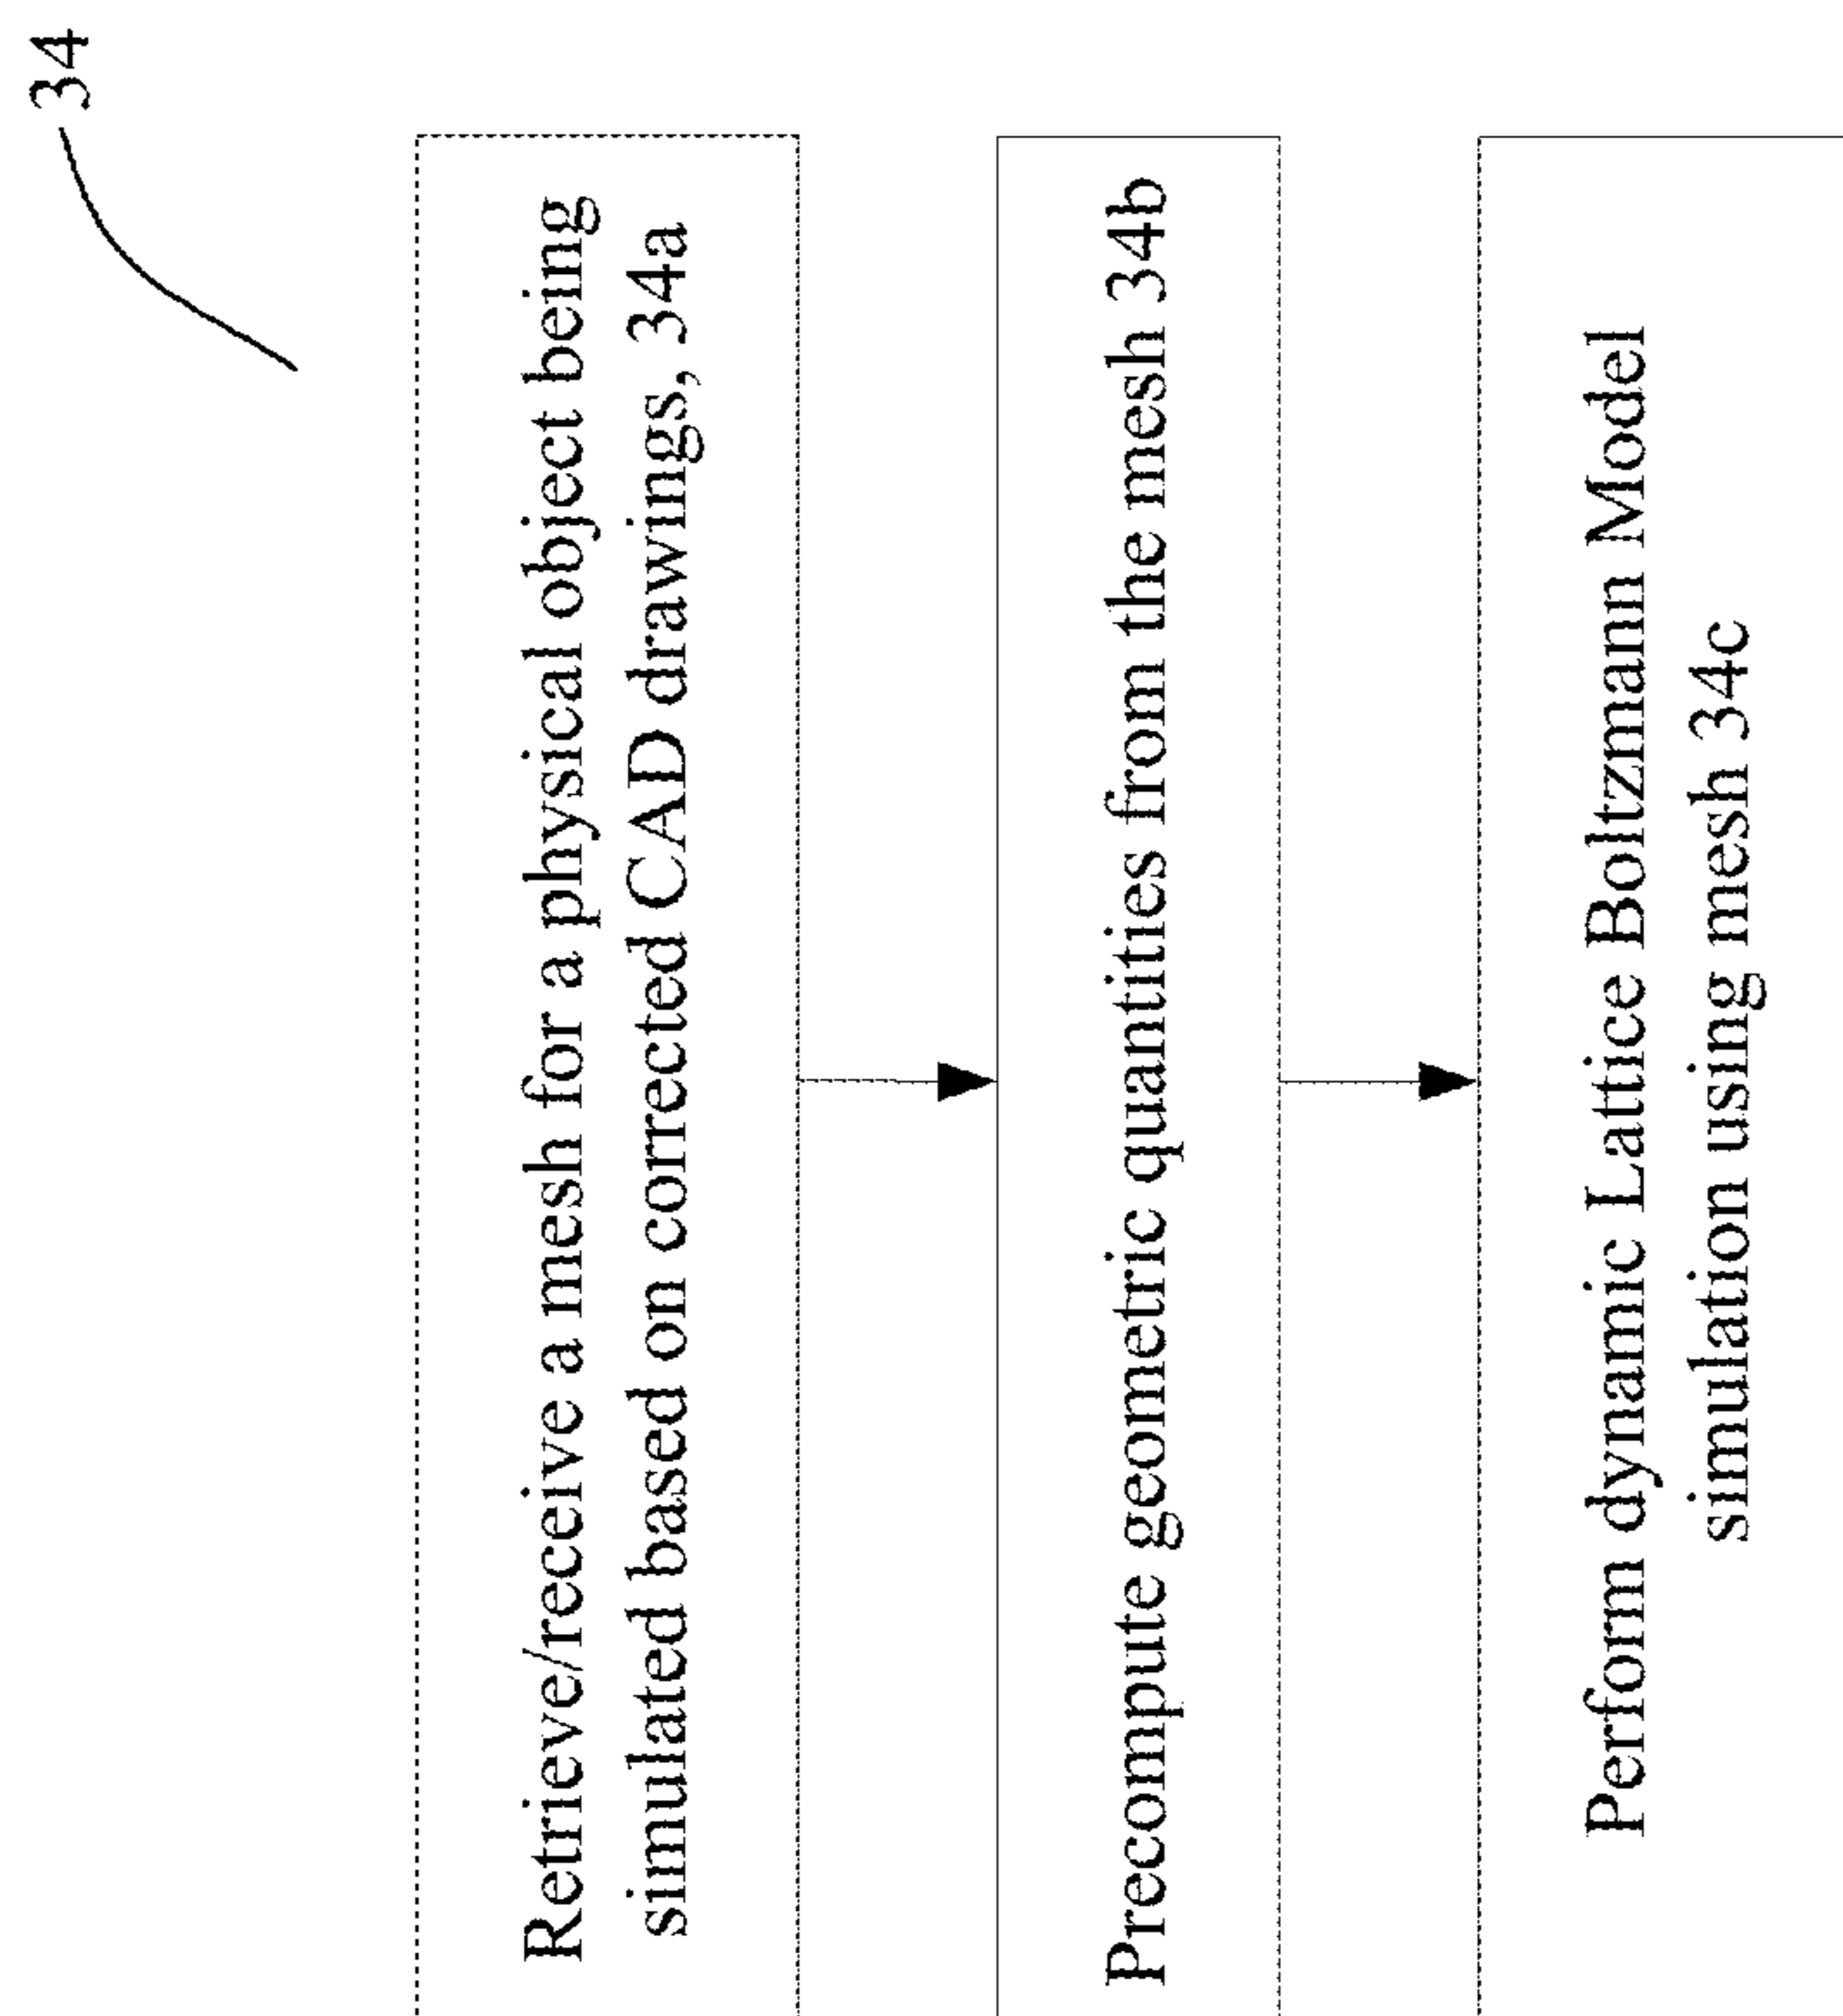 34
Retrieve/receive a mesh for a physical object being
simulated based on corrected CAD drawings, 34a
Precompute geometric quantities from the mesh 34b
Perform dynamic Lattice Boltzmann Model
simulation using mesh 34c